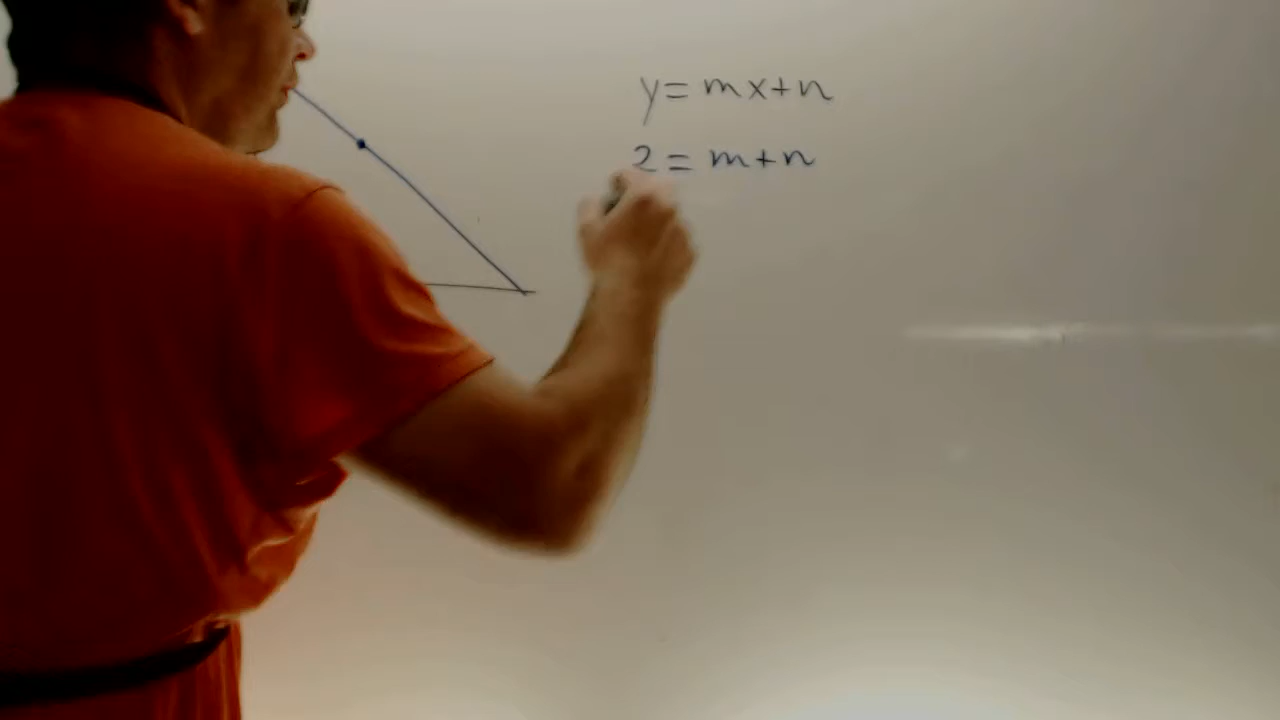 y = mx+n
2 = m+n